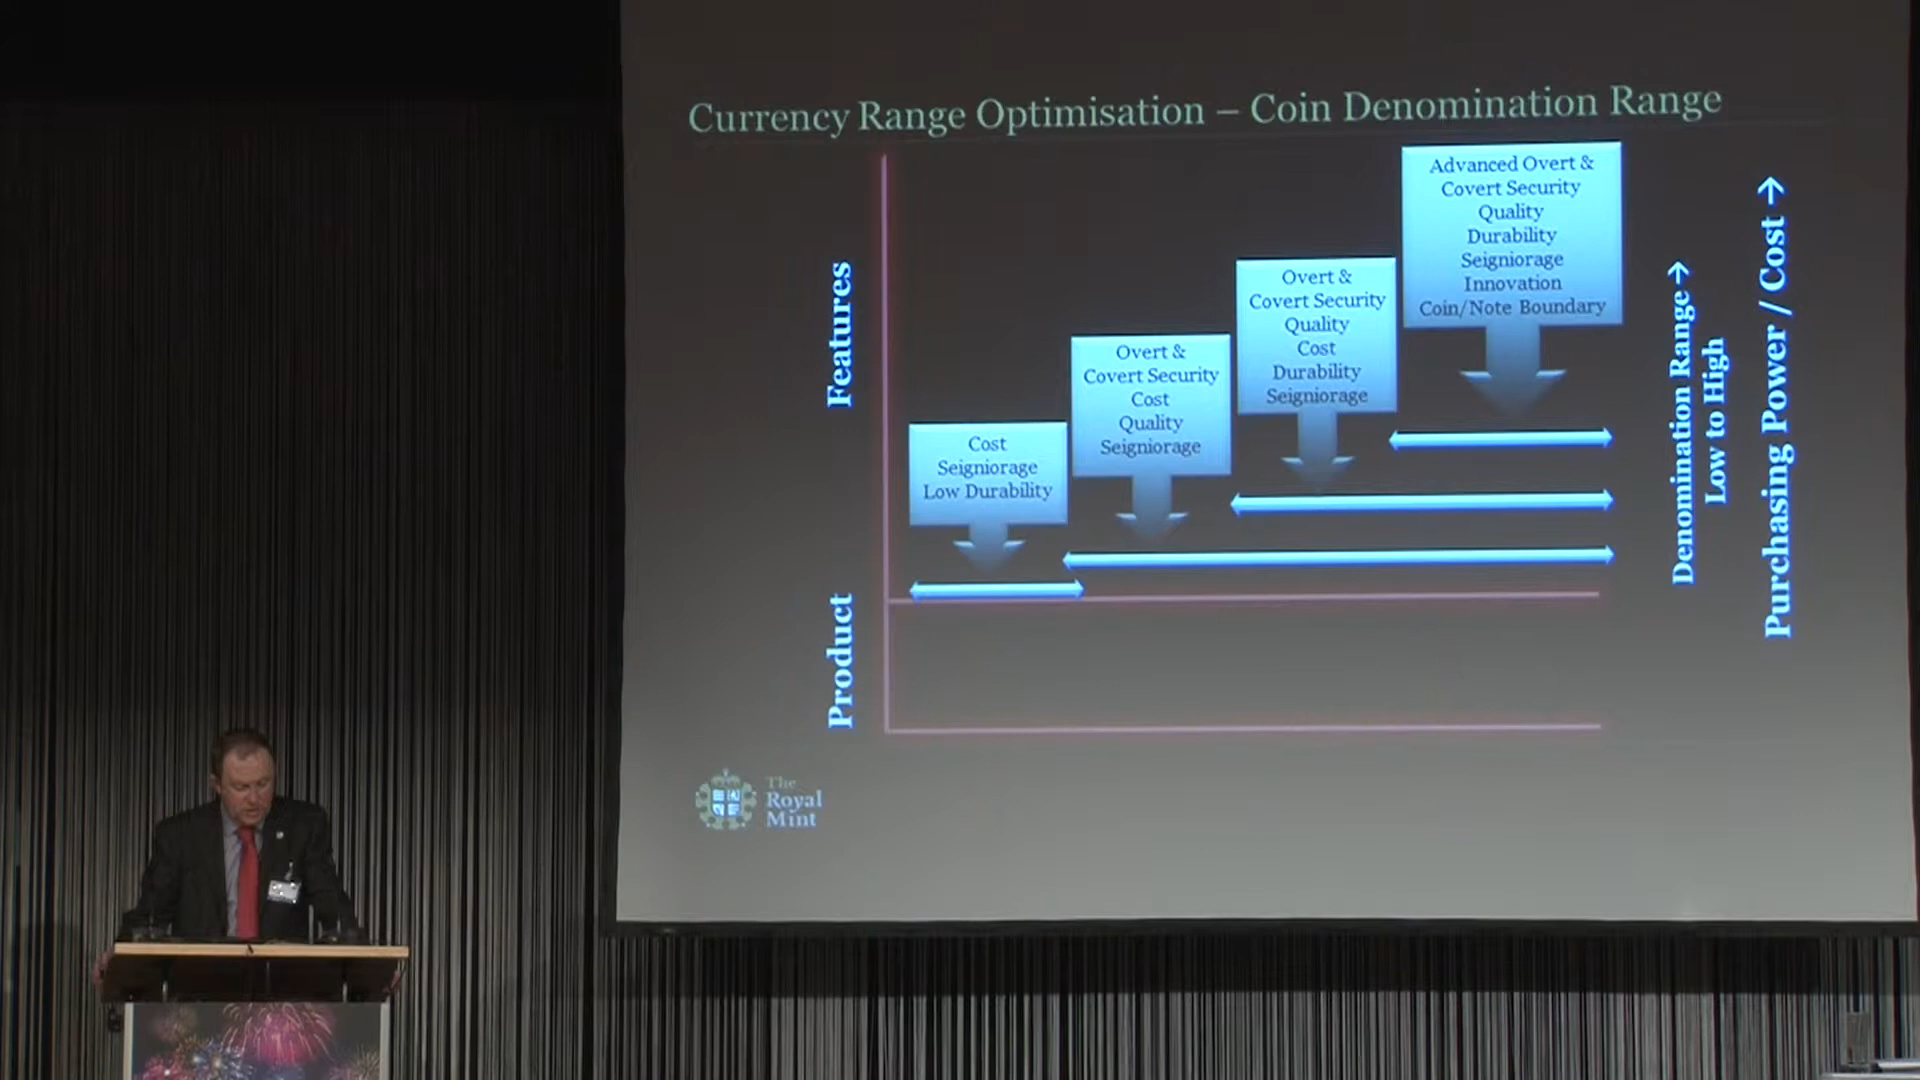 Currency Range Optimisation – Coin Denomination Range
Features
Product
Cost
Seigniorage
Low Durability
Overt &
Covert Security
Cost
Quality
Seigniorage
Overt &
Covert Security
Quality
Cost
Durability
Seigniorage
Advanced Overt &
Covert Security
Quality
Durability
Seigniorage
Innovation
Coin/Note Boundary
Denomination Range →
Low to High
Purchasing Power / Cost →
The
Royal
Mint